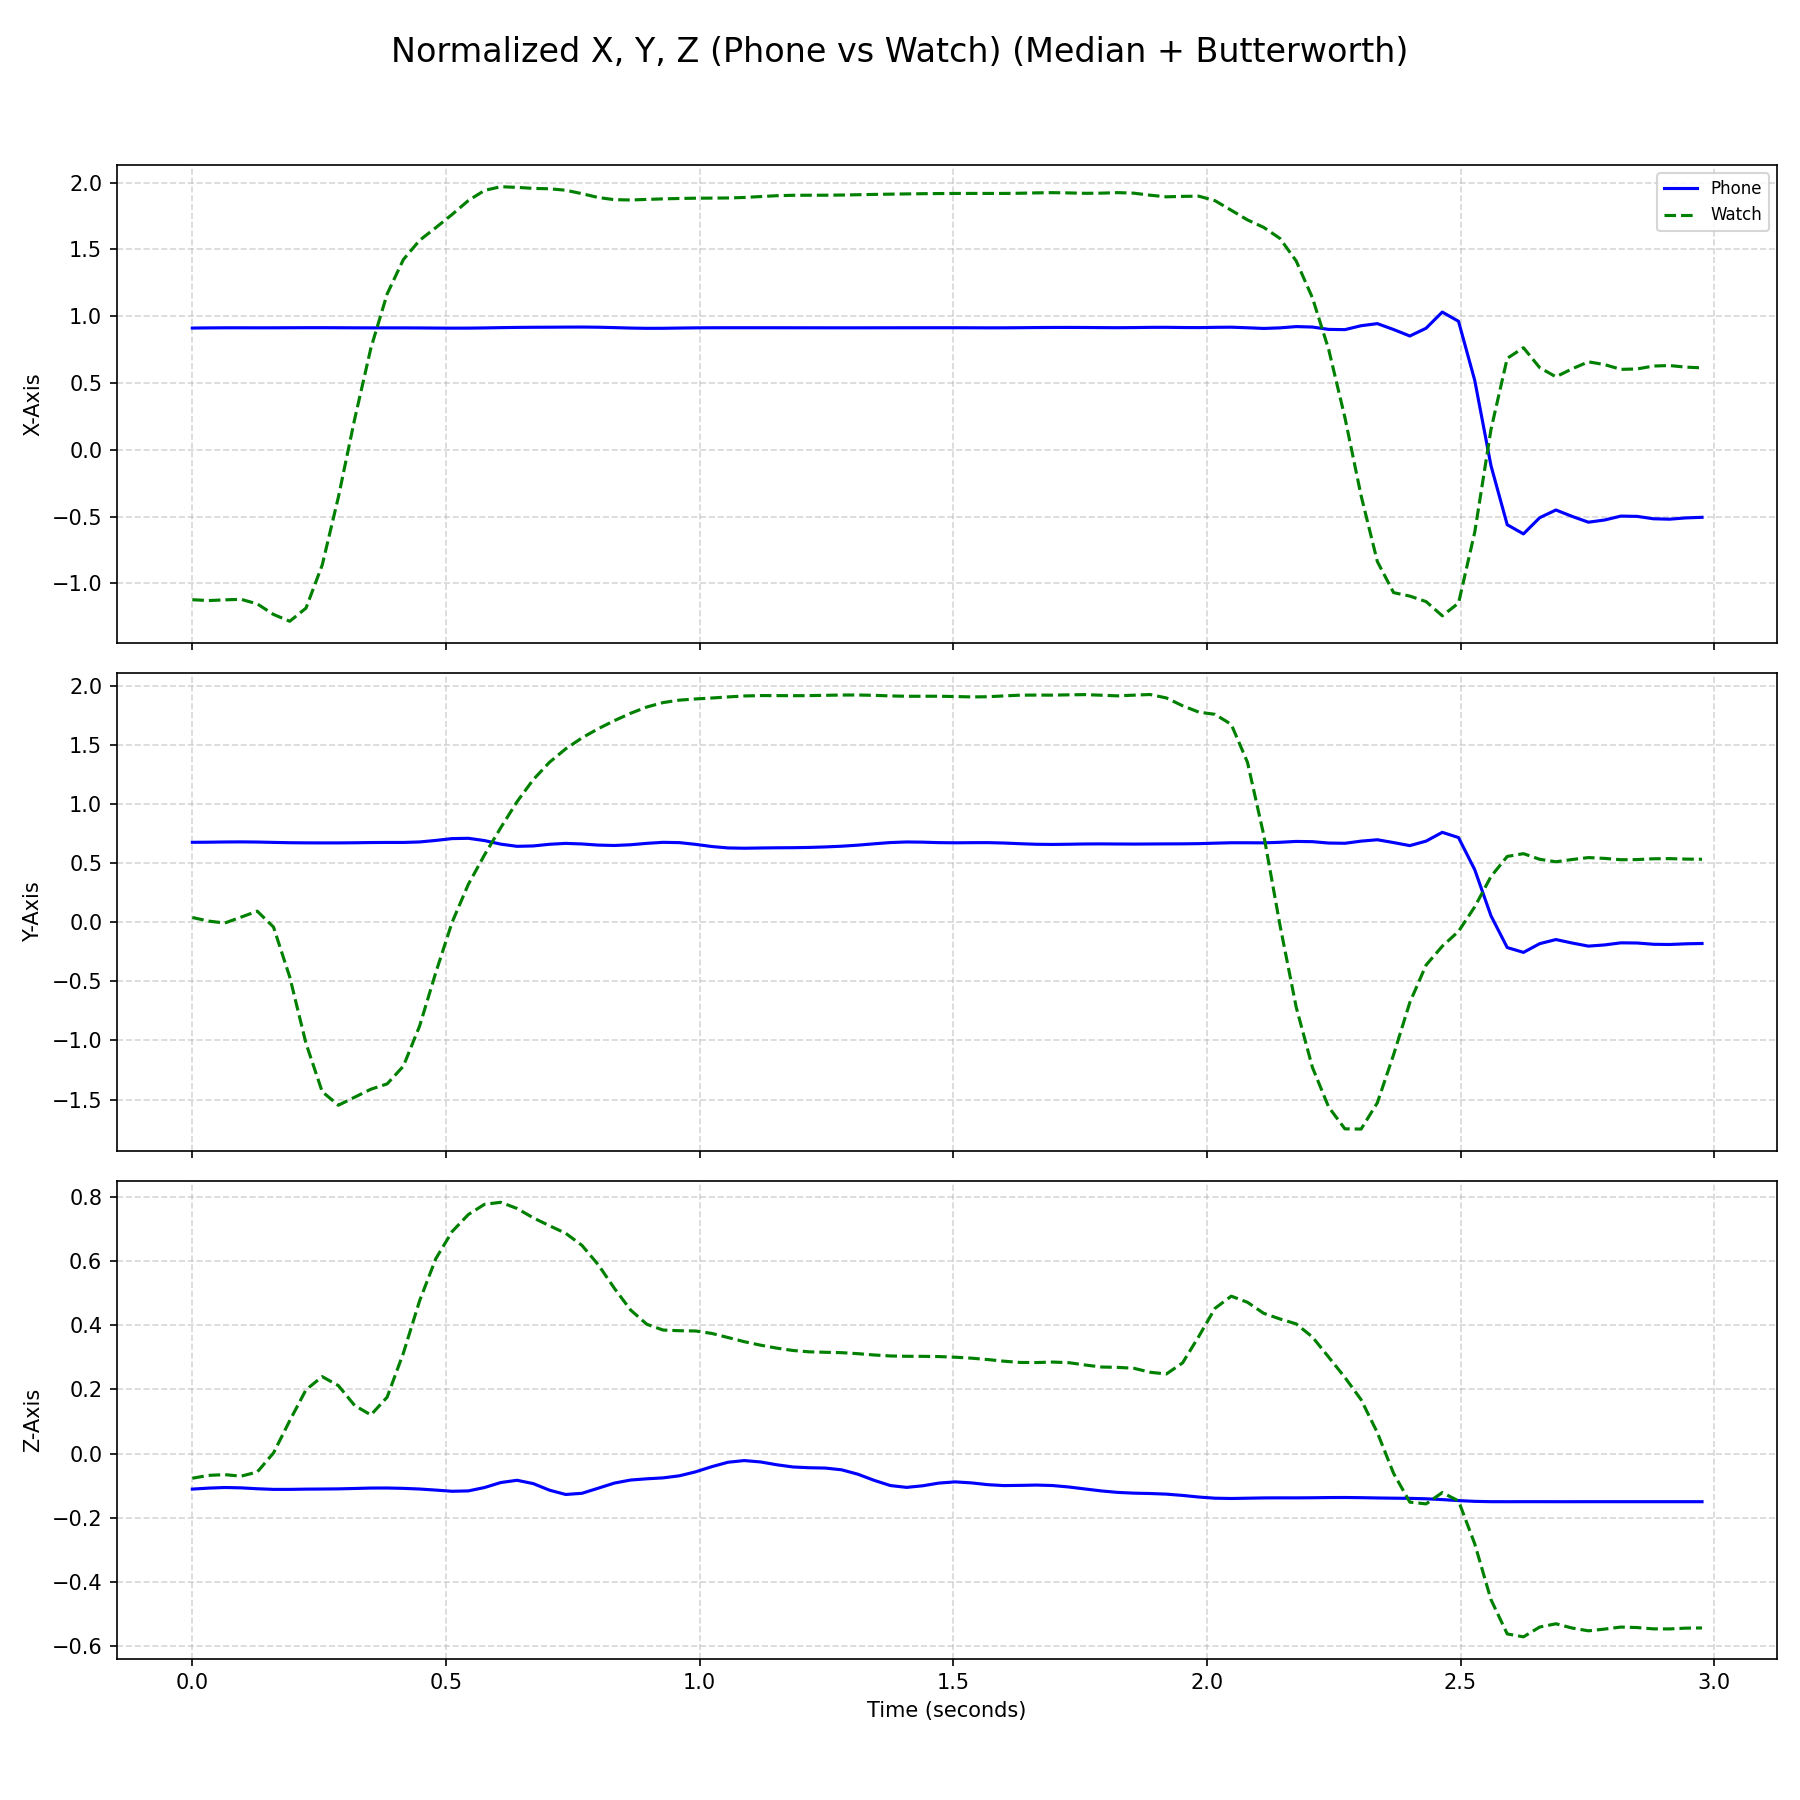 Normalized X, Y, Z (Phone vs Watch) (Median + Butterworth)
Phone
Watch
X-Axis
2.0
1.5
1.0
0.5
0.0
−0.5
−1.0
Y-Axis
2.0
1.5
1.0
0.5
0.0
−0.5
−1.0
−1.5
Z-Axis
0.8
0.6
0.4
0.2
0.0
−0.2
−0.4
−0.6
0.0 0.5 1.0 1.5 2.0 2.5 3.0
Time (seconds)